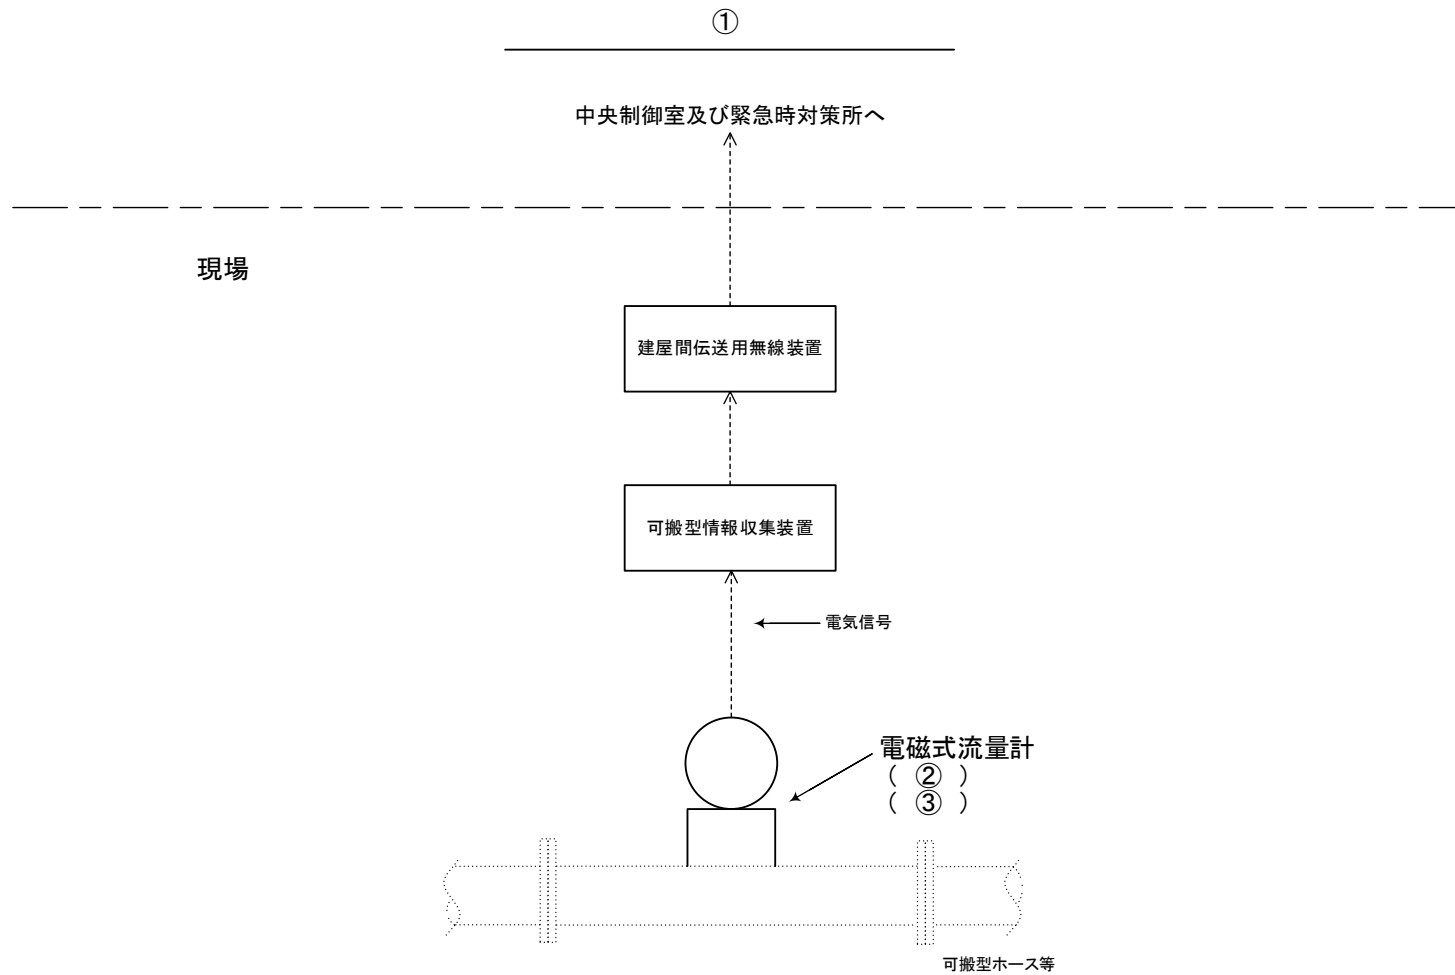 ①
中央制御室及び緊急時対策所へ
現場
建屋間伝送用無線装置
可搬型情報収集装置
電気信号
電磁式流量計
( ② )
( ③ )
可搬型ホース等